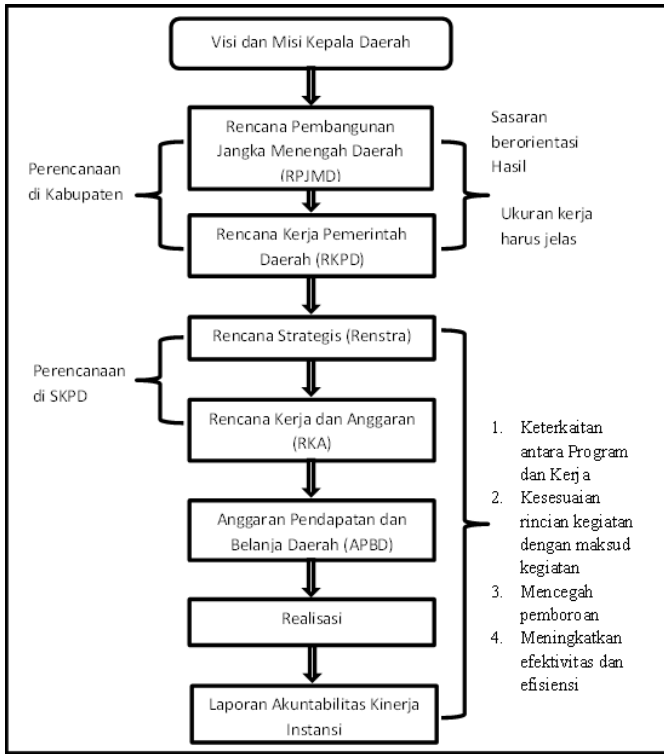 Visi dan Misi Kepala Daerah
Rencana Pembangunan
Jangka Menengah Daerah
(RPJMD)
Perencanaan
di Kabupaten
Sasaran
berorientasi
Hasil
Ukuran kerja
harus jelas
Rencana Kerja Pemerintah
Daerah (RKPD)
Rencana Strategis (Renstra)
Perencanaan
di SKPD
Rencana Kerja dan Anggaran
(RKA)
Anggaran Pendapatan dan
Belanja Daerah (APBD)
Realisasi
Laporan Akuntabilitas Kinerja
Instansi
1. Keterkaitan
antara Program
dan Kerja
2. Kesesuaian
rincian kegiatan
dengan maksud
kegiatan
3. Mencegah
pemboroan
4. Meningkatkan
efektivitas dan
efisiensi